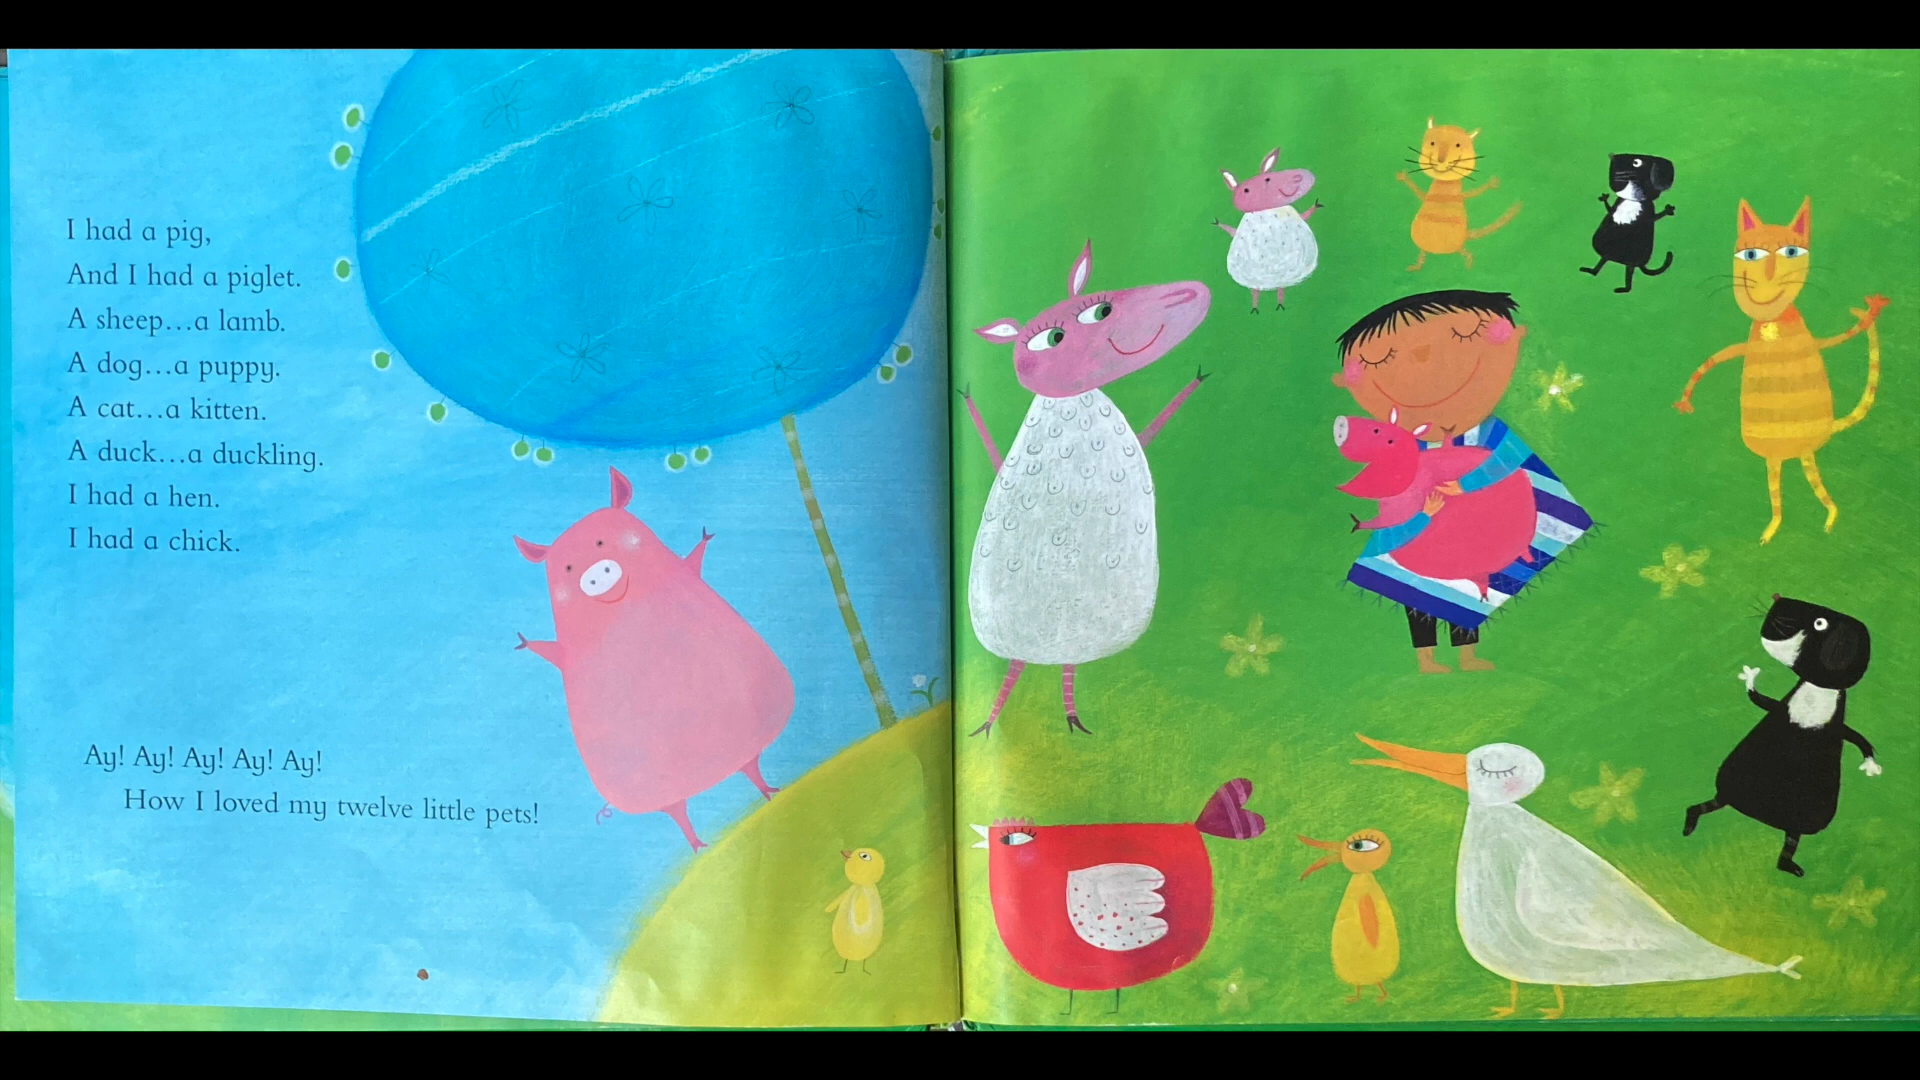 I had a pig,
And I had a piglet.
A sheep...a lamb.
A dog...a puppy.
A cat...a kitten.
A duck...a duckling.
I had a hen.
I had a chick.
Ay! Ay! Ay! Ay! Ay!
How I loved my twelve little pets!